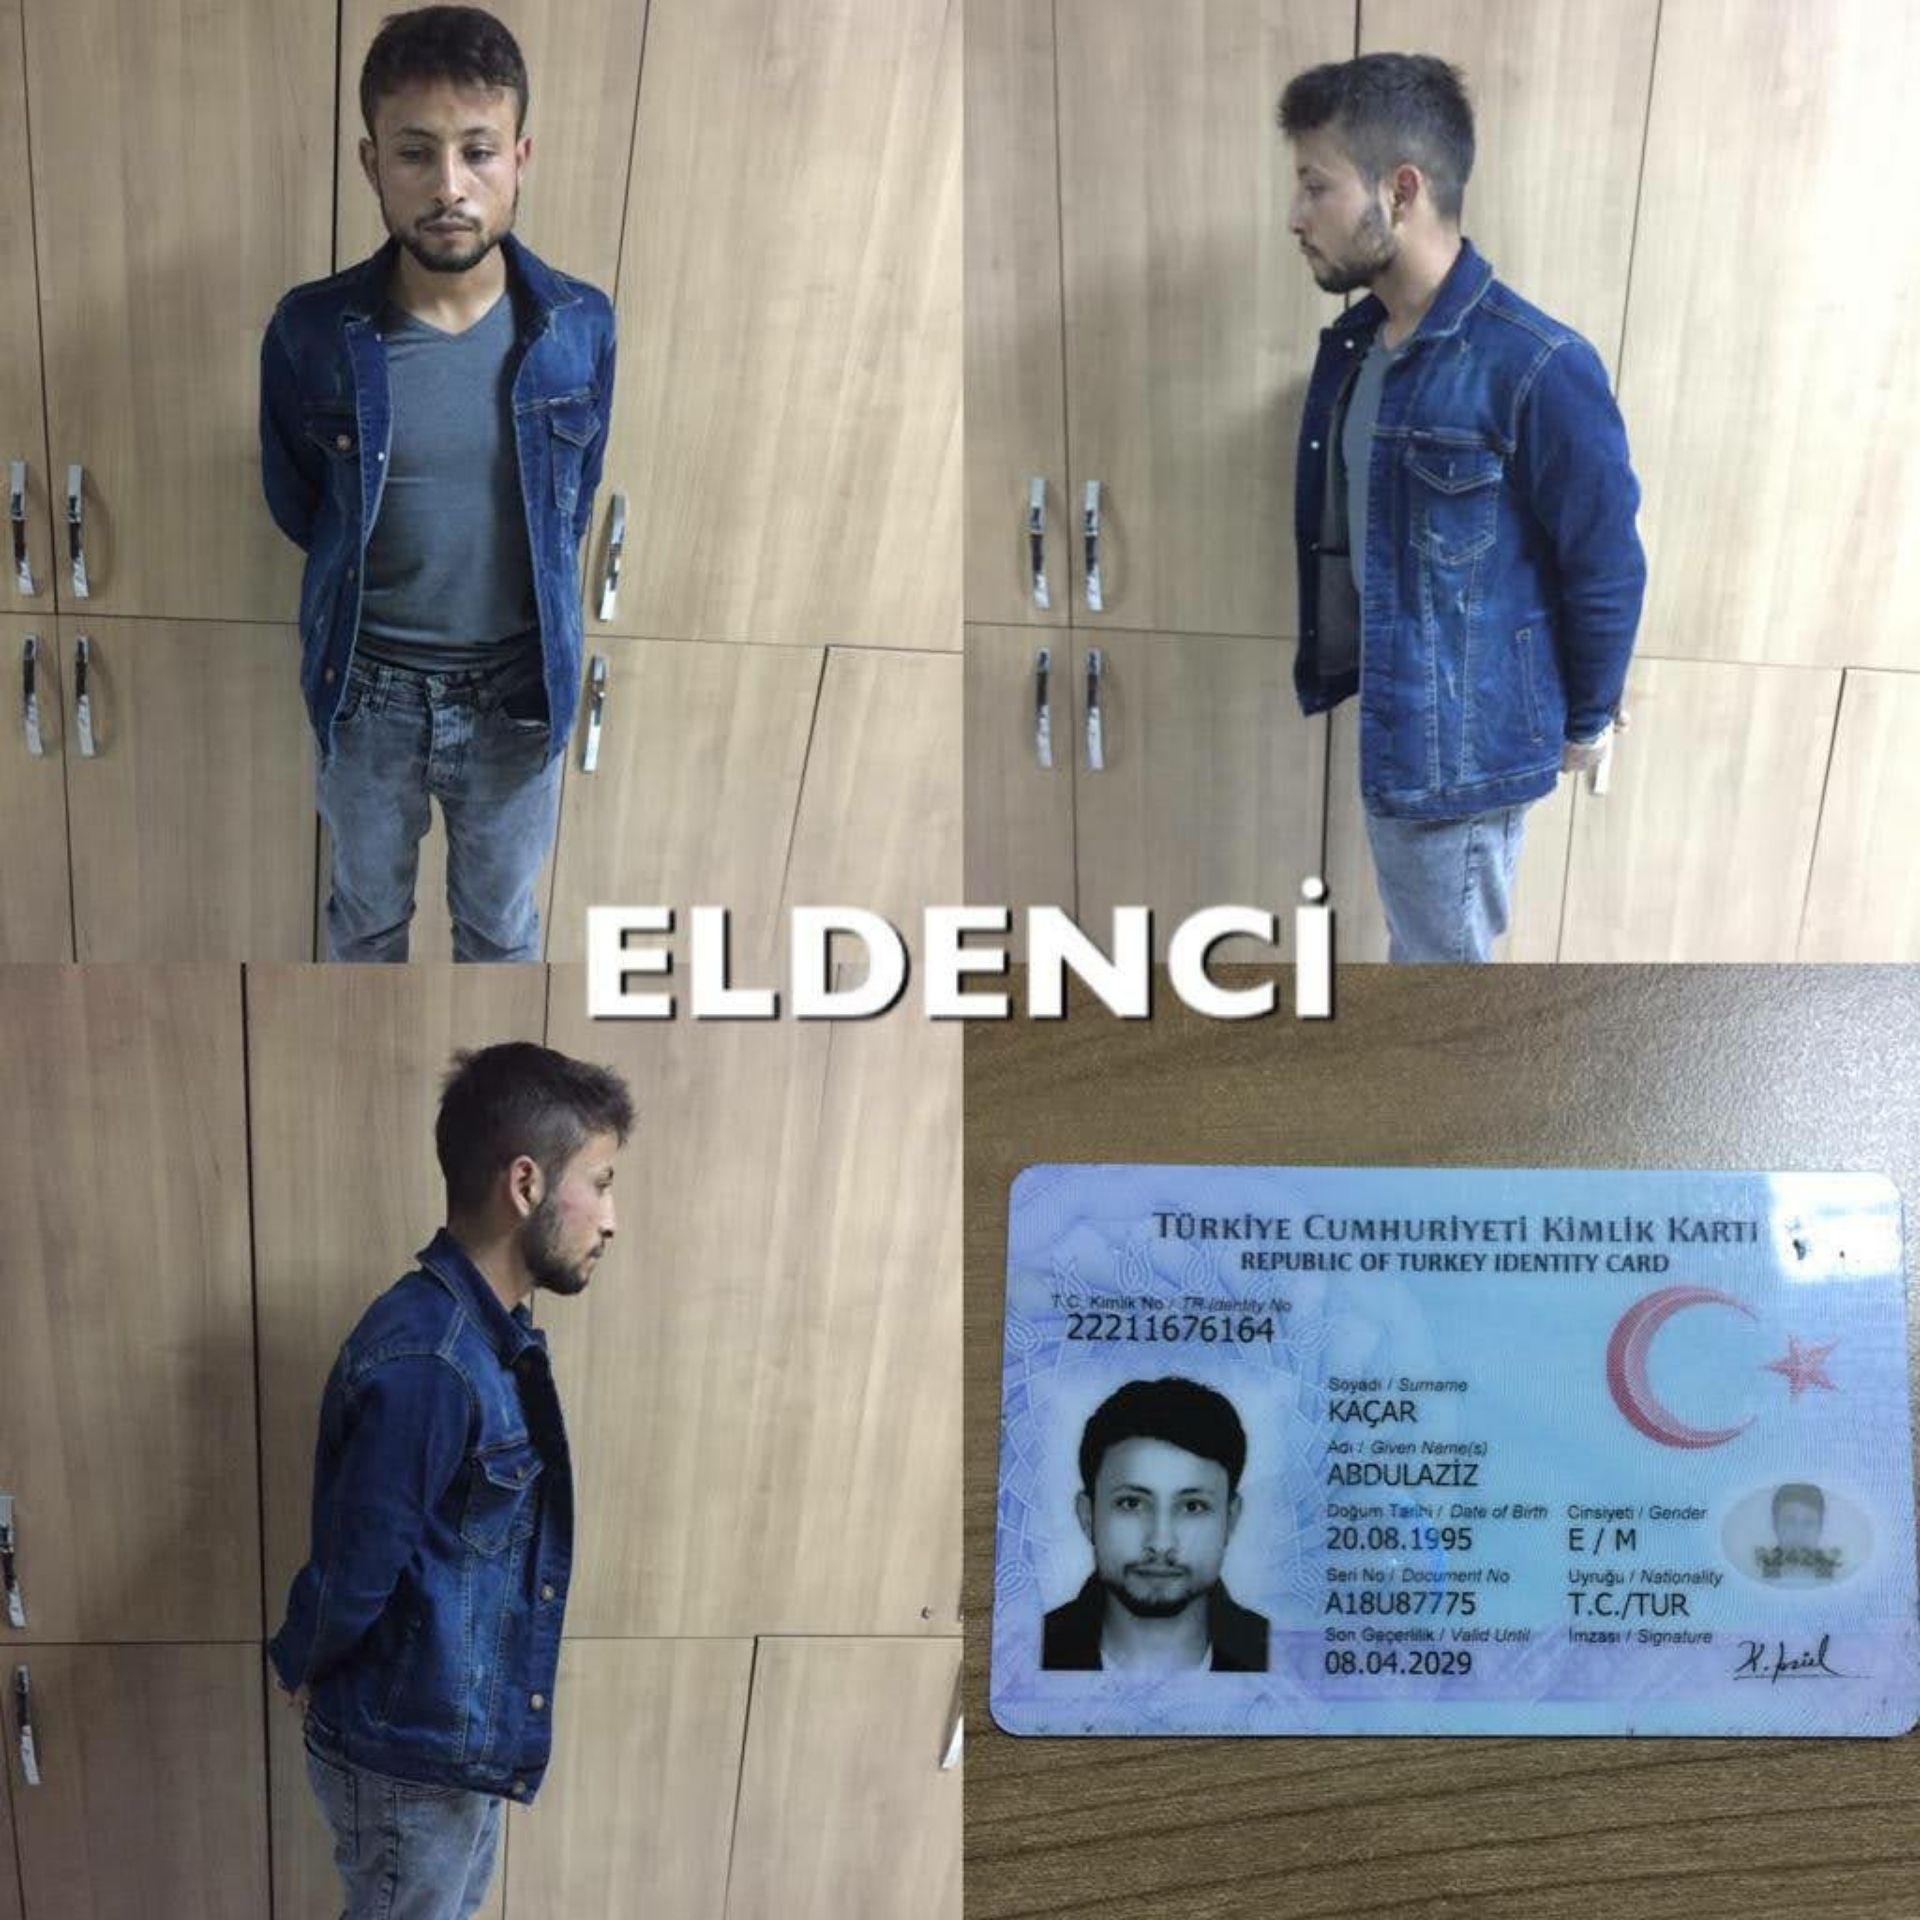 ELDENCİ
TÜRKİYE CUMHURİYETİ KİMLİK KARTI
REPUBLIC OF TURKEY IDENTITY CARD
T.C. Kimlik No / TR Identity No
22211676164
Soyadı / Surname
KAÇAR
Adı / Given Name(s)
ABDULAZİZ
Doğum Tarihi / Date of Birth Cinsiyeti / Gender
20.08.1995 E / M
Seri No / Document No Uyruğu / Nationality
A18U87775 T.C./TUR
Son Geçerlilik / Valid Until İmzası / Signature
08.04.2029